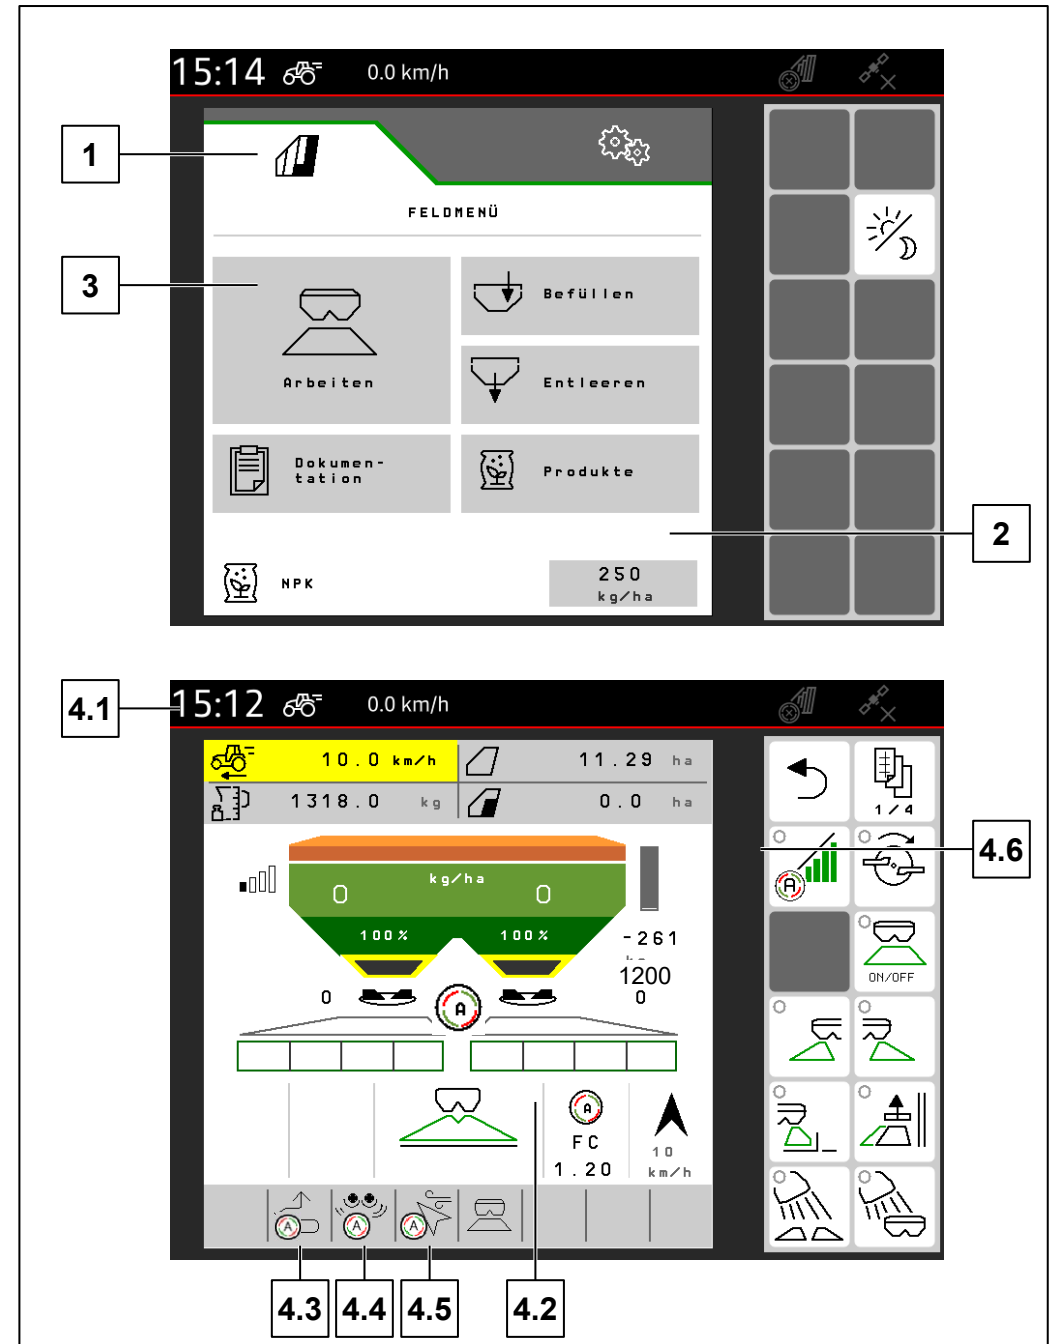 15:14 0.0 km/h
1
FELDMENÜ
3
Befüllen
Arbeiten
Entleeren
Dokumen-
tation
Produkte
2
NPK
250
kg/ha
4.1
15:12 0.0 km/h
10.0 km/h 11.29 ha
1318.0 kg 0.0 ha
1/4
4.6
kg/ha
0 0
100% 100%
-261
1200
0 0
A
A
ON/OFF
A
FC
1.20
10
km/h
A A A
4.3 4.4 4.5 4.2